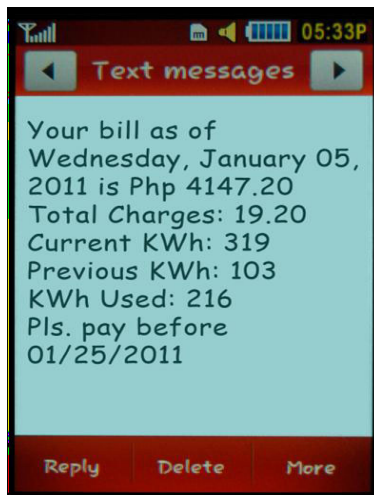 05:33P
Text messages
Your bill as of
Wednesday, January 05,
2011 is Php 4147.20
Total Charges: 19.20
Current KWh: 319
Previous KWh: 103
KWh Used: 216
Pls. pay before
01/25/2011
Reply Delete More